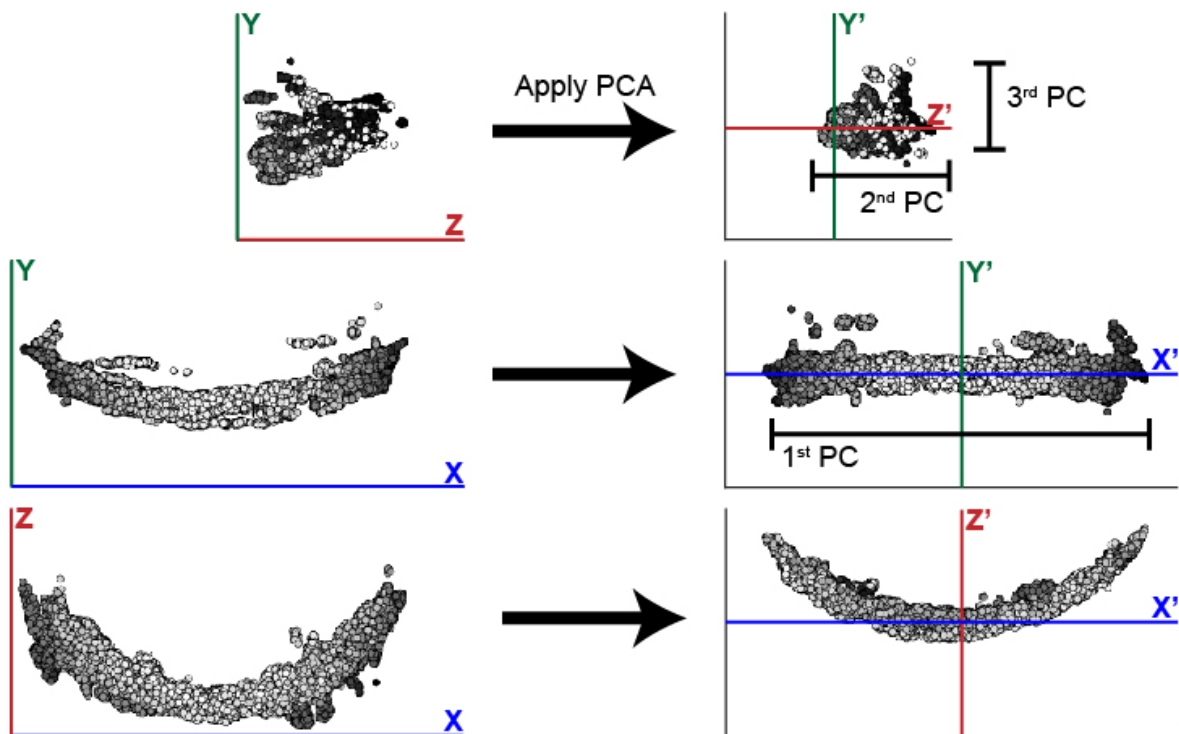 Y
Z
Apply PCA
Y’
Z’
3rd PC
2nd PC
Y
X
Y’
X’
1st PC
Z
X
Z’
X’